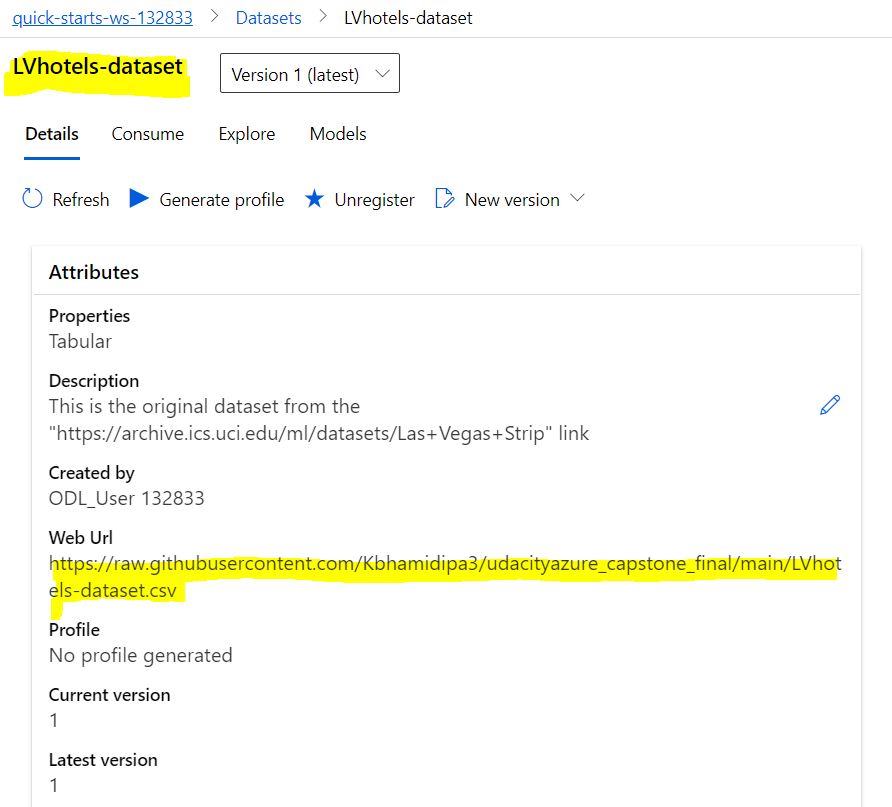 quick-starts-ws-132833 > Datasets > LVhotels-dataset
LVhotels-dataset Version 1 (latest)
Details Consume Explore Models
Refresh Generate profile Unregister New version
Attributes
Properties
Tabular
Description
This is the original dataset from the
"https://archive.ics.uci.edu/ml/datasets/Las+Vegas+Strip" link
Created by
ODL_User 132833
Web Url
https://raw.githubusercontent.com/Kbhamidipa3/udacityazure_capstone_final/main/LVhot
els-dataset.csv
Profile
No profile generated
Current version
1
Latest version
1